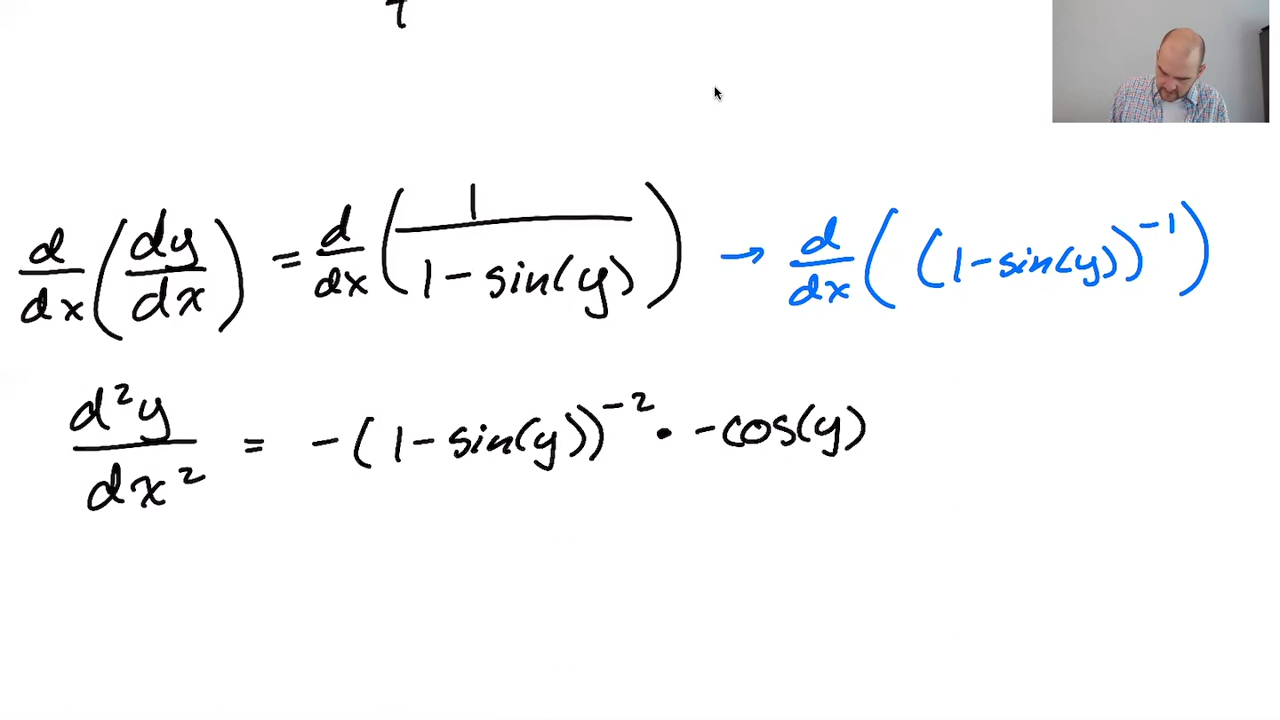 d/dx (dy/dx) = d/dx (1/(1-sin(y))) → d/dx ((1-sin(y))⁻¹)
d²y/dx² = -(1-sin(y))⁻² • -cos(y)